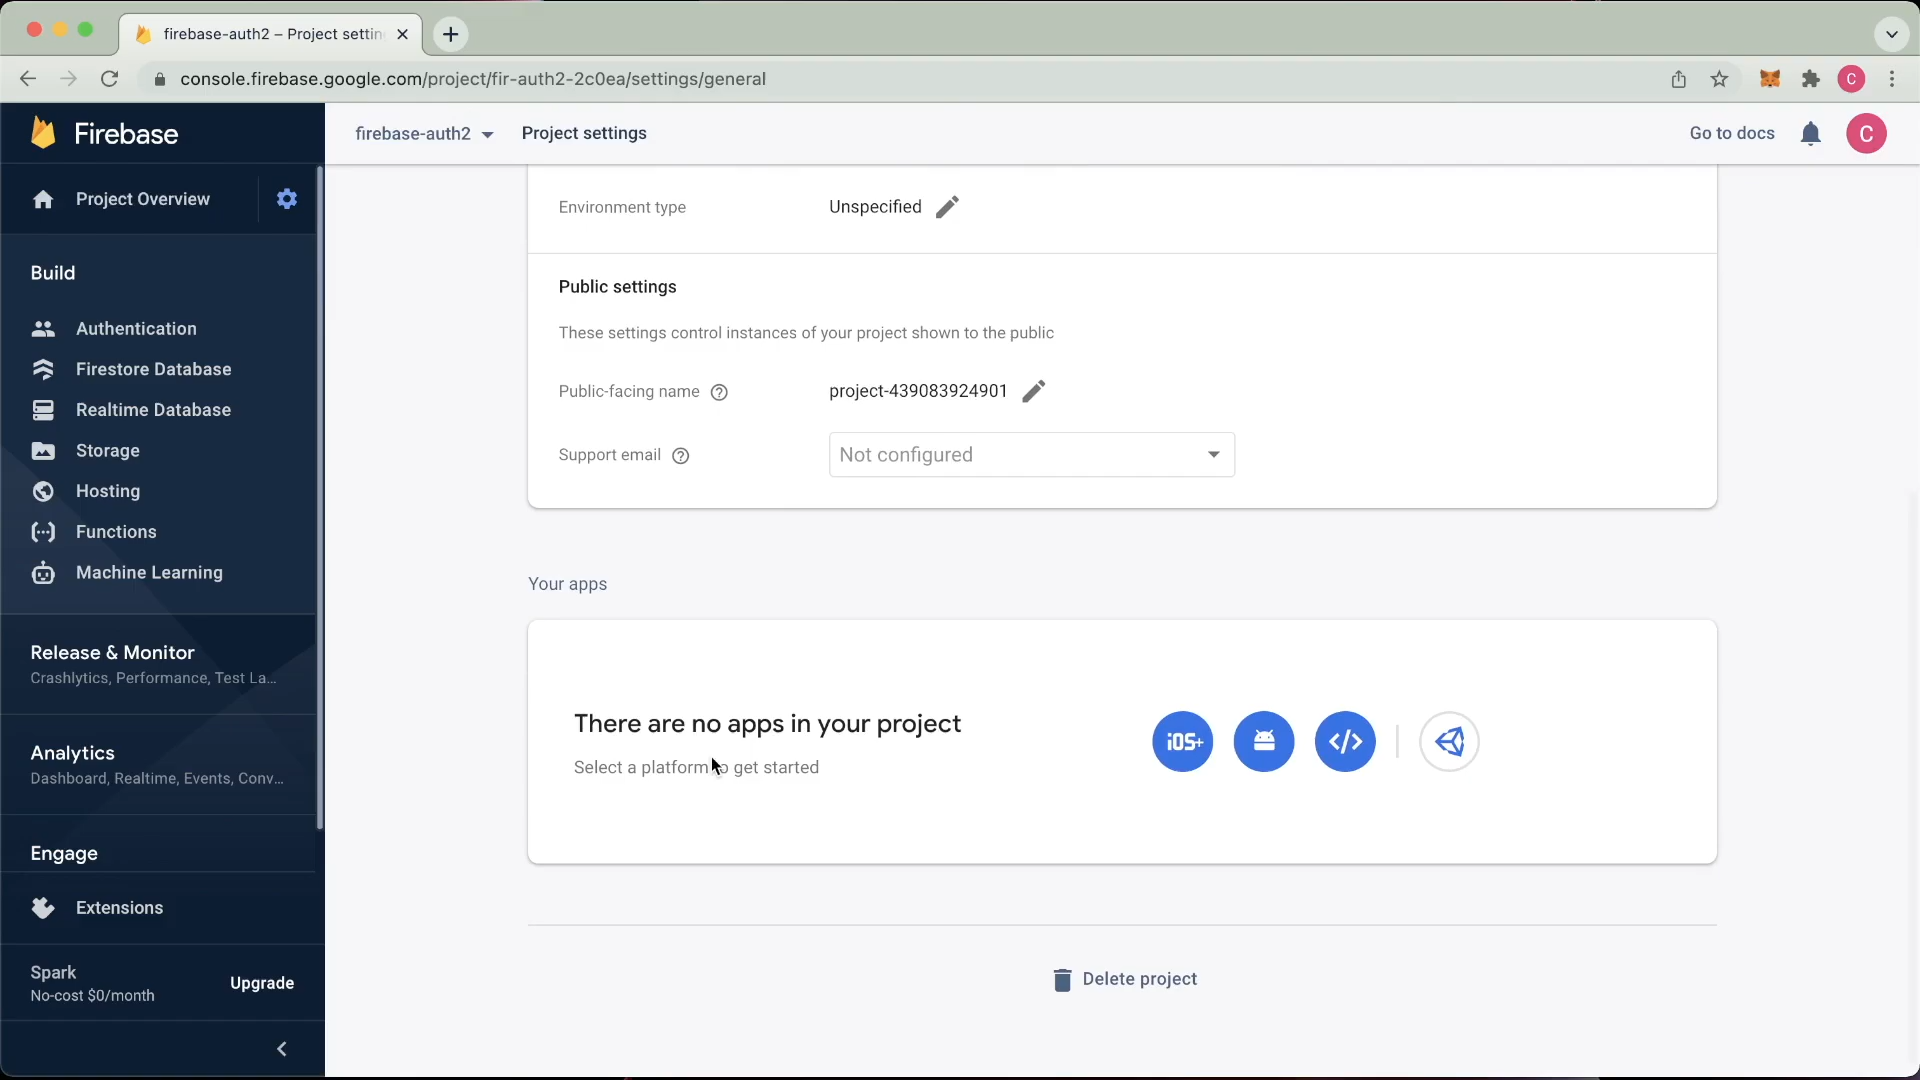 firebase-auth2 – Project settin
console.firebase.google.com/project/fir-auth2-2c0ea/settings/general
C
Firebase
firebase-auth2
Project settings
Go to docs
C
Project Overview
Environment type
Unspecified
Build
Public settings
Authentication
These settings control instances of your project shown to the public
Firestore Database
Public-facing name
project-439083924901
Realtime Database
Storage
Support email
Not configured
Hosting
Functions
Machine Learning
Your apps
Release & Monitor
Crashlytics, Performance, Test La...
There are no apps in your project
iOS+
Select a platform to get started
Analytics
Dashboard, Realtime, Events, Conv...
Engage
Extensions
Spark
No-cost $0/month
Upgrade
Delete project